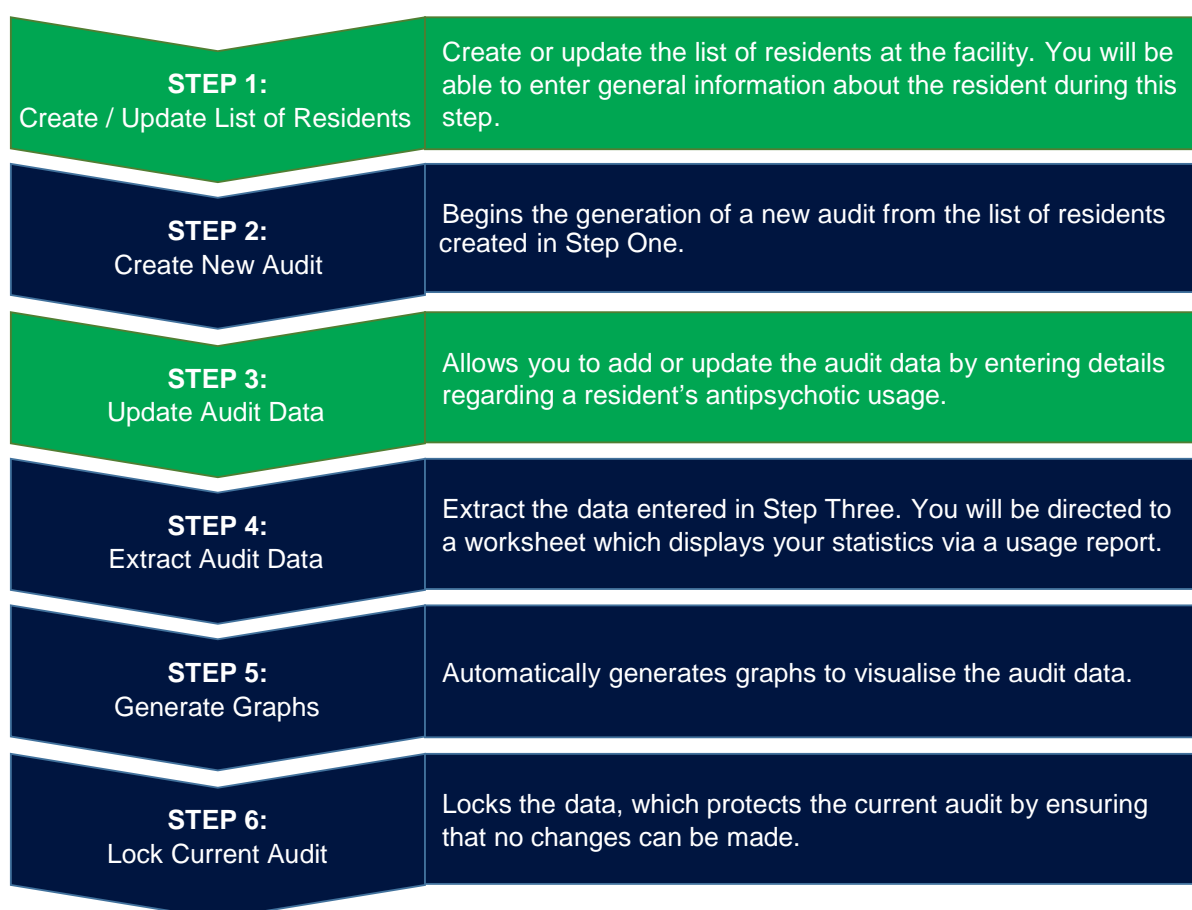 STEP 1:
Create / Update List of Residents
Create or update the list of residents at the facility. You will be
able to enter general information about the resident during this
step.
STEP 2:
Create New Audit
Begins the generation of a new audit from the list of residents
created in Step One.
STEP 3:
Update Audit Data
Allows you to add or update the audit data by entering details
regarding a resident’s antipsychotic usage.
STEP 4:
Extract Audit Data
Extract the data entered in Step Three. You will be directed to
a worksheet which displays your statistics via a usage report.
STEP 5:
Generate Graphs
Automatically generates graphs to visualise the audit data.
STEP 6:
Lock Current Audit
Locks the data, which protects the current audit by ensuring
that no changes can be made.